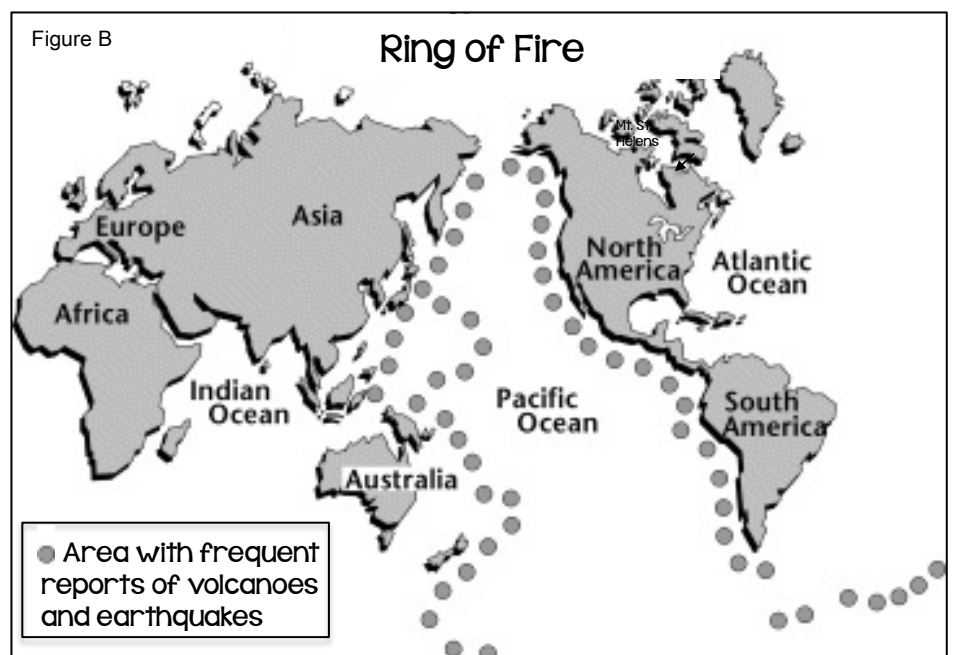 Figure B
Ring of Fire
Mt. St.
Helens
Europe
Asia
North
America
Atlantic
Ocean
Africa
Indian
Ocean
Pacific
Ocean
South
America
Australia
Area with frequent
reports of volcanoes
and earthquakes